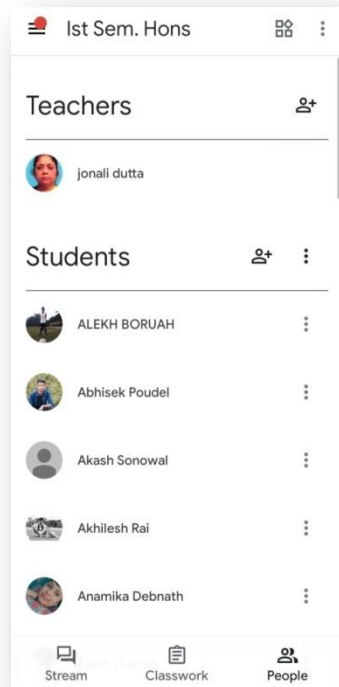 Ist Sem. Hons
Teachers
jonali dutta
Students
ALEKH BORUAH
Abhisek Poudel
Akash Sonowal
Akhilesh Rai
Anamika Debnath
Stream
Classwork
People